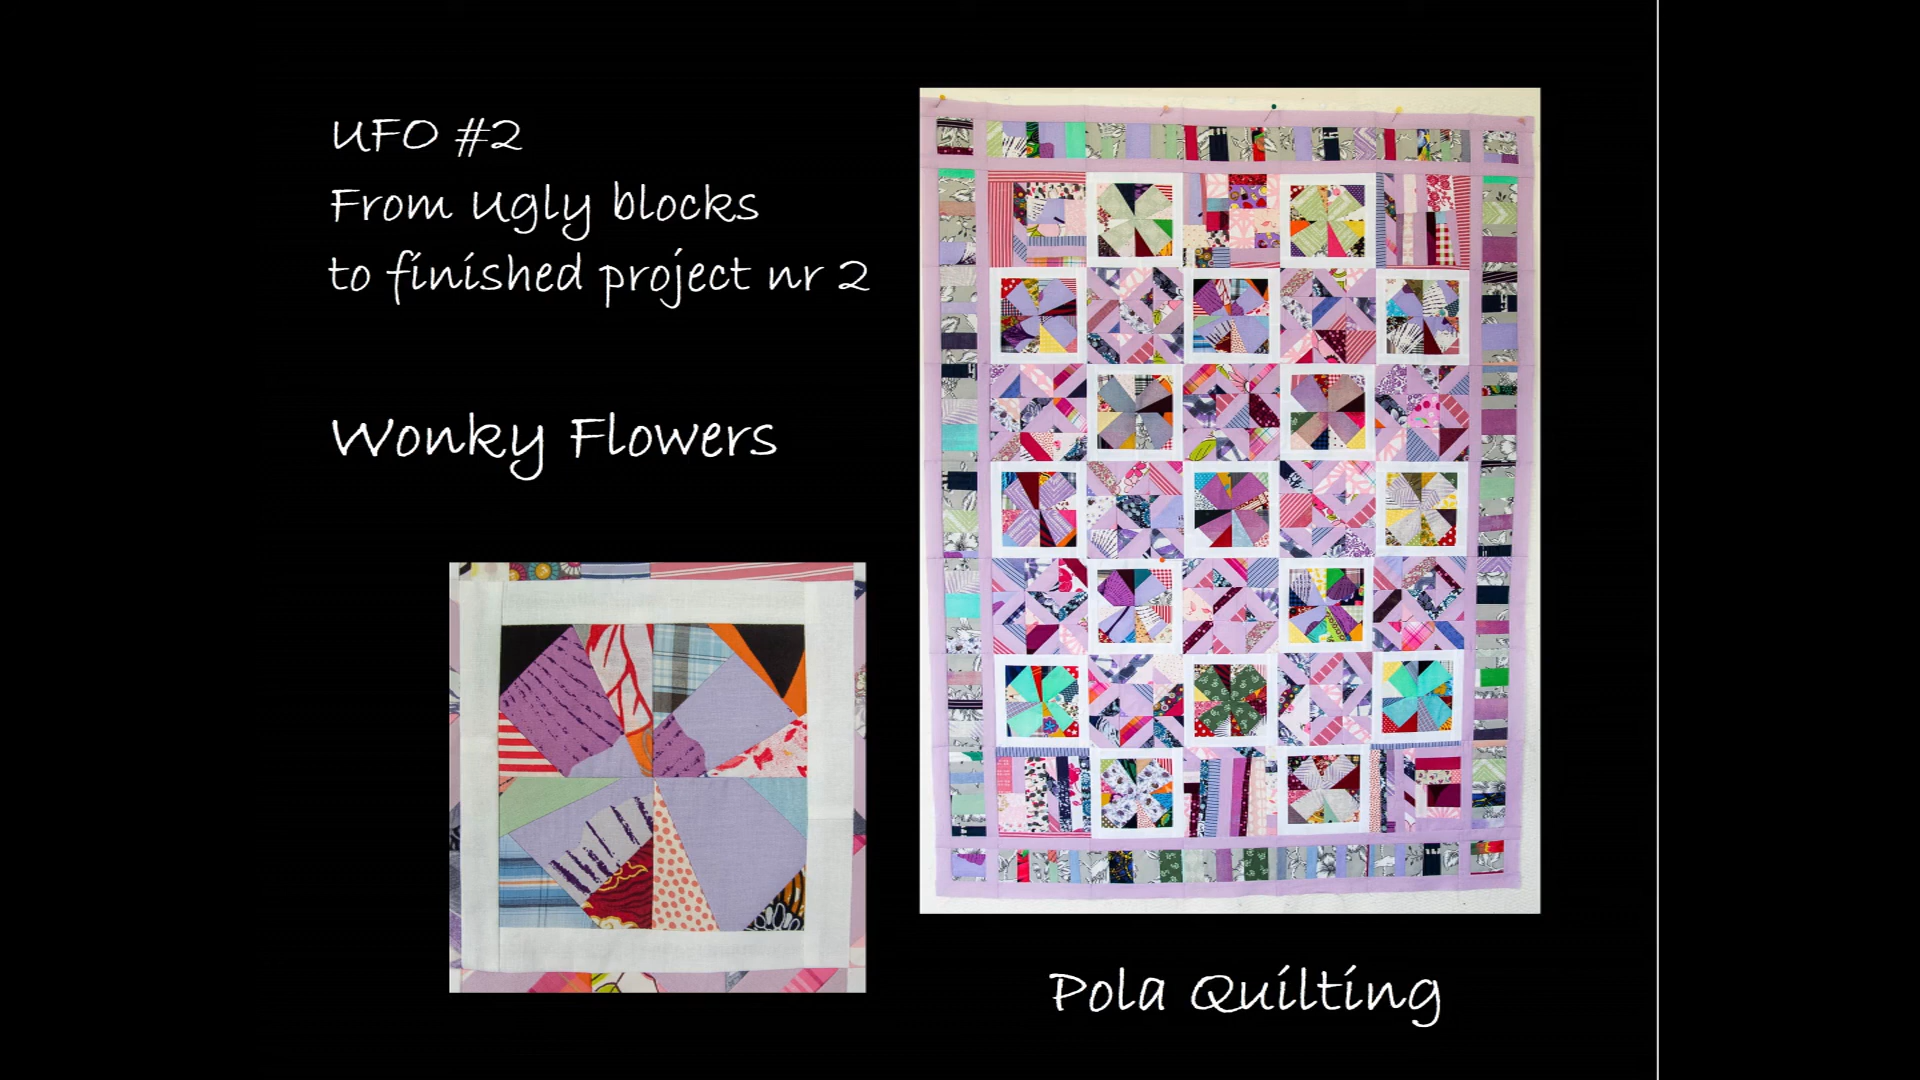 UFO #2
From Ugly blocks
to finished project nr 2
Wonky Flowers
Pola Quilting